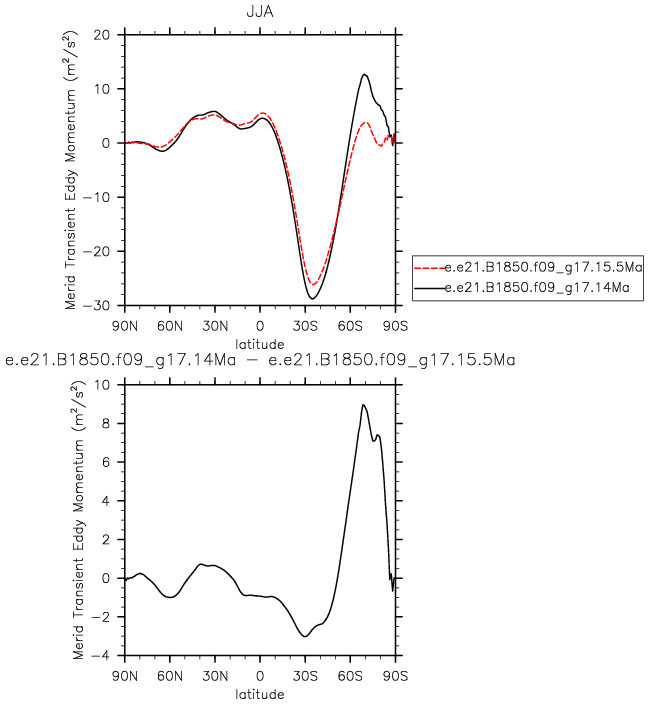 JJA
Merid Transient Eddy Momentum (m²/s²)
20
10
0
−10
−20
−30
90N 60N 30N 0 30S 60S 90S
latitude
e.e21.B1850.f09_g17.15.5Ma
e.e21.B1850.f09_g17.14Ma
e.e21.B1850.f09_g17.14Ma − e.e21.B1850.f09_g17.15.5Ma
Merid Transient Eddy Momentum (m²/s²)
10
8
6
4
2
0
−2
−4
90N 60N 30N 0 30S 60S 90S
latitude